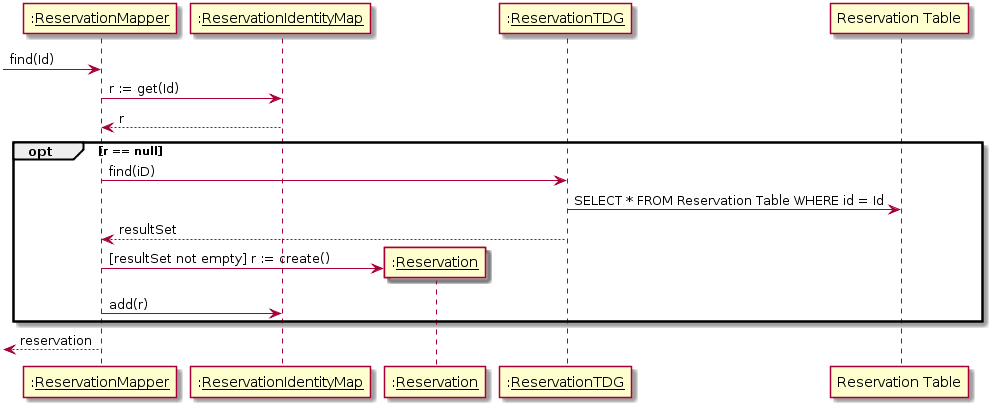 :ReservationMapper :ReservationIdentityMap :ReservationTDG Reservation Table
find(Id)
r := get(Id)
r
opt [r == null]
find(iD)
SELECT * FROM Reservation Table WHERE id = Id
resultSet
[resultSet not empty] r := create() :Reservation
add(r)
reservation
:ReservationMapper :ReservationIdentityMap :Reservation :ReservationTDG Reservation Table